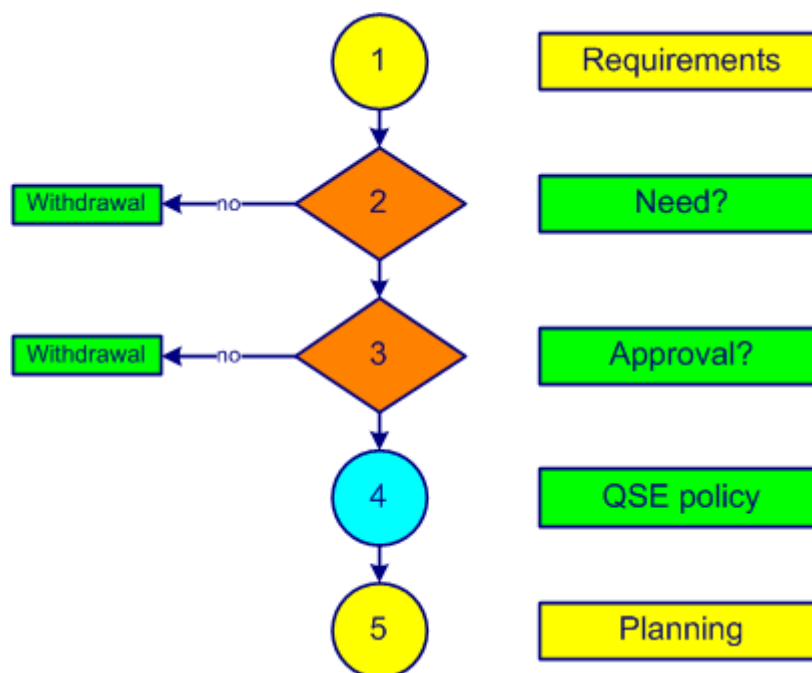 1
Requirements
Withdrawal
no
2
Need?
Withdrawal
no
3
Approval?
4
QSE policy
5
Planning